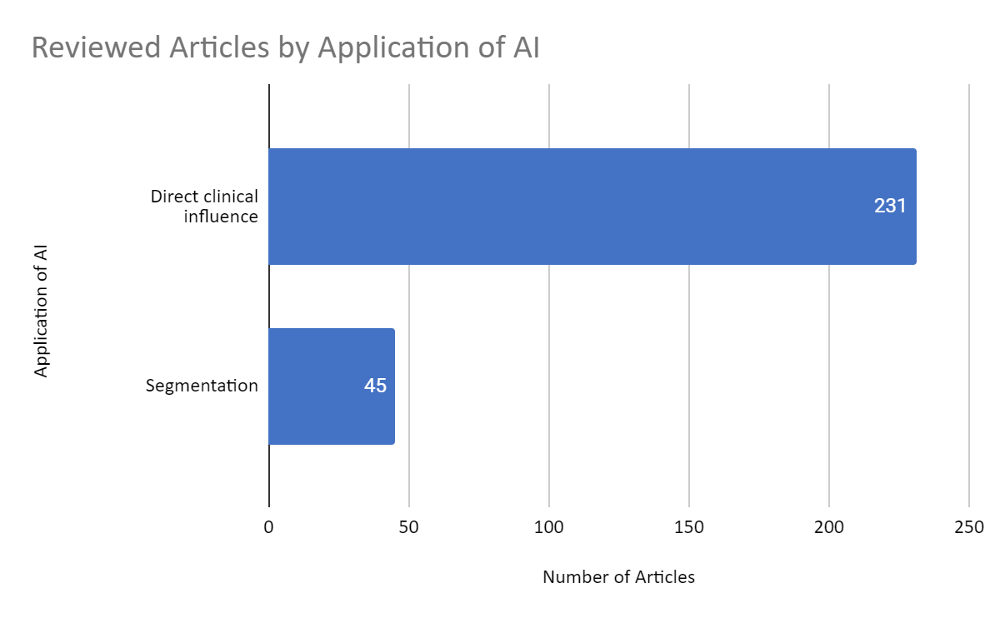 Reviewed Articles by Application of AI
Application of AI
Direct clinical
influence
231
Segmentation
45
0 50 100 150 200 250
Number of Articles